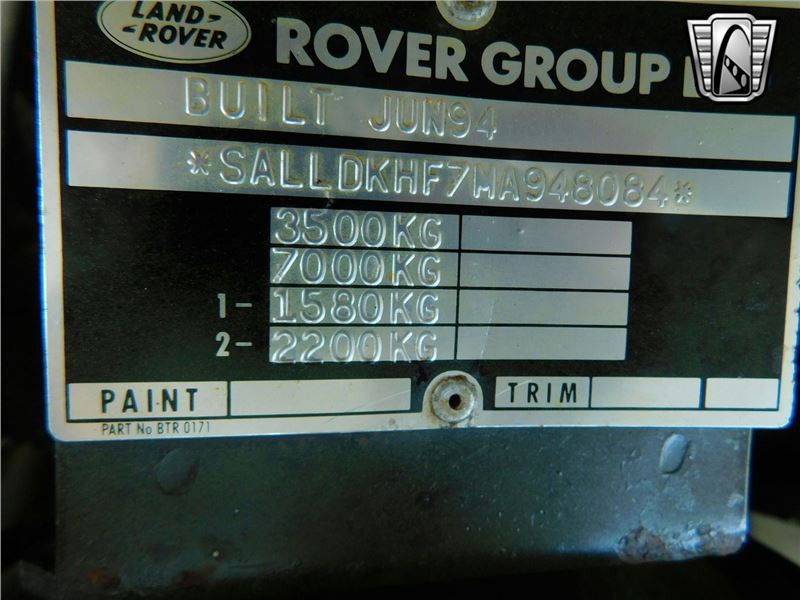 LAND-
-ROVER
ROVER GROUP
BUILT JUN94
*SALLDKHF7MA948084*
3500KG
7000KG
1- 1580KG
2- 2200KG
PAINT TRIM
PART No BTR 0171